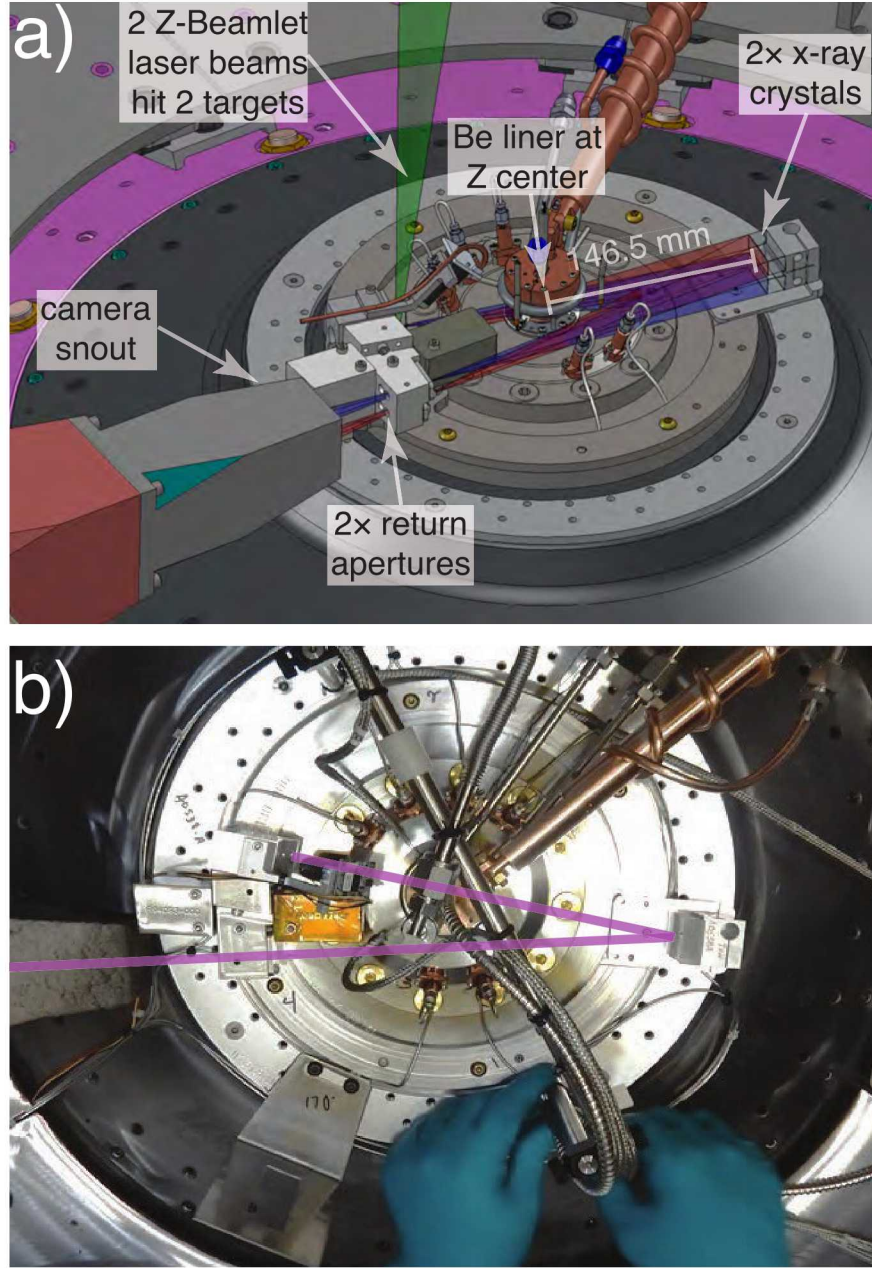 a)
2 Z-Beamlet
laser beams
hit 2 targets
2× x-ray
crystals
Be liner at
Z center
146.5 mm
camera
snout
2× return
apertures
b)
170°